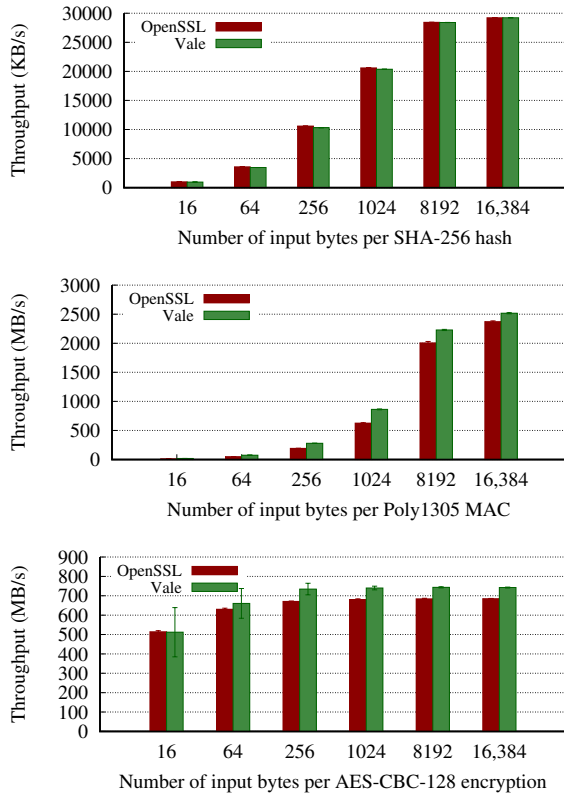 30000
25000
20000
15000
10000
5000
0
Throughput (KB/s)
OpenSSL
Vale
16 64 256 1024 8192 16,384
Number of input bytes per SHA-256 hash
3000
2500
2000
1500
1000
500
0
Throughput (MB/s)
OpenSSL
Vale
16 64 256 1024 8192 16,384
Number of input bytes per Poly1305 MAC
900
800
700
600
500
400
300
200
100
0
Throughput (MB/s)
OpenSSL
Vale
16 64 256 1024 8192 16,384
Number of input bytes per AES-CBC-128 encryption